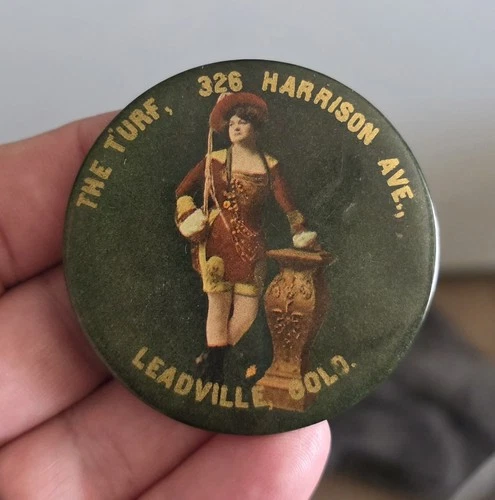 THE TURF, 326 HARRISON AVE.,
LEADVILLE, COLO.